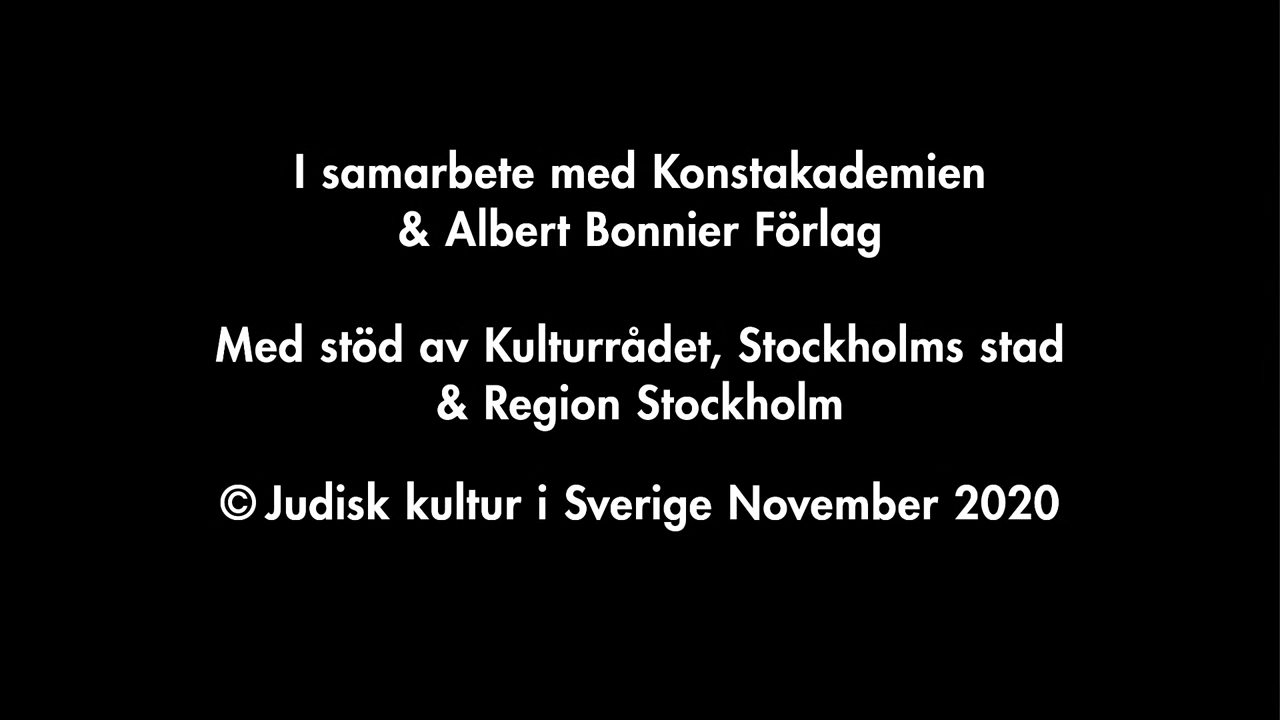 I samarbete med Konstakademien
& Albert Bonnier Förlag
Med stöd av Kulturrådet, Stockholms stad
& Region Stockholm
© Judisk kultur i Sverige November 2020